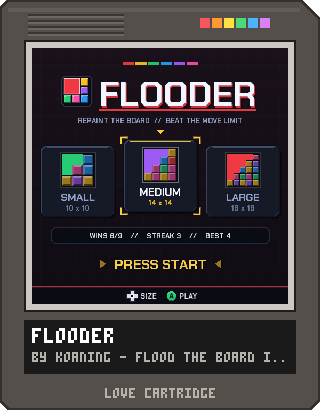 FLOODER
REPAINT THE BOARD // BEAT THE MOVE LIMIT
SMALL
10 x 10
MEDIUM
14 x 14
LARGE
18 x 18
WINS 8/9 // STREAK 3 // BEST 4
PRESS START
SIZE A PLAY
FLOODER
BY KORNING - FLOOD THE BOARD I..
LOVE CARTRIDGE